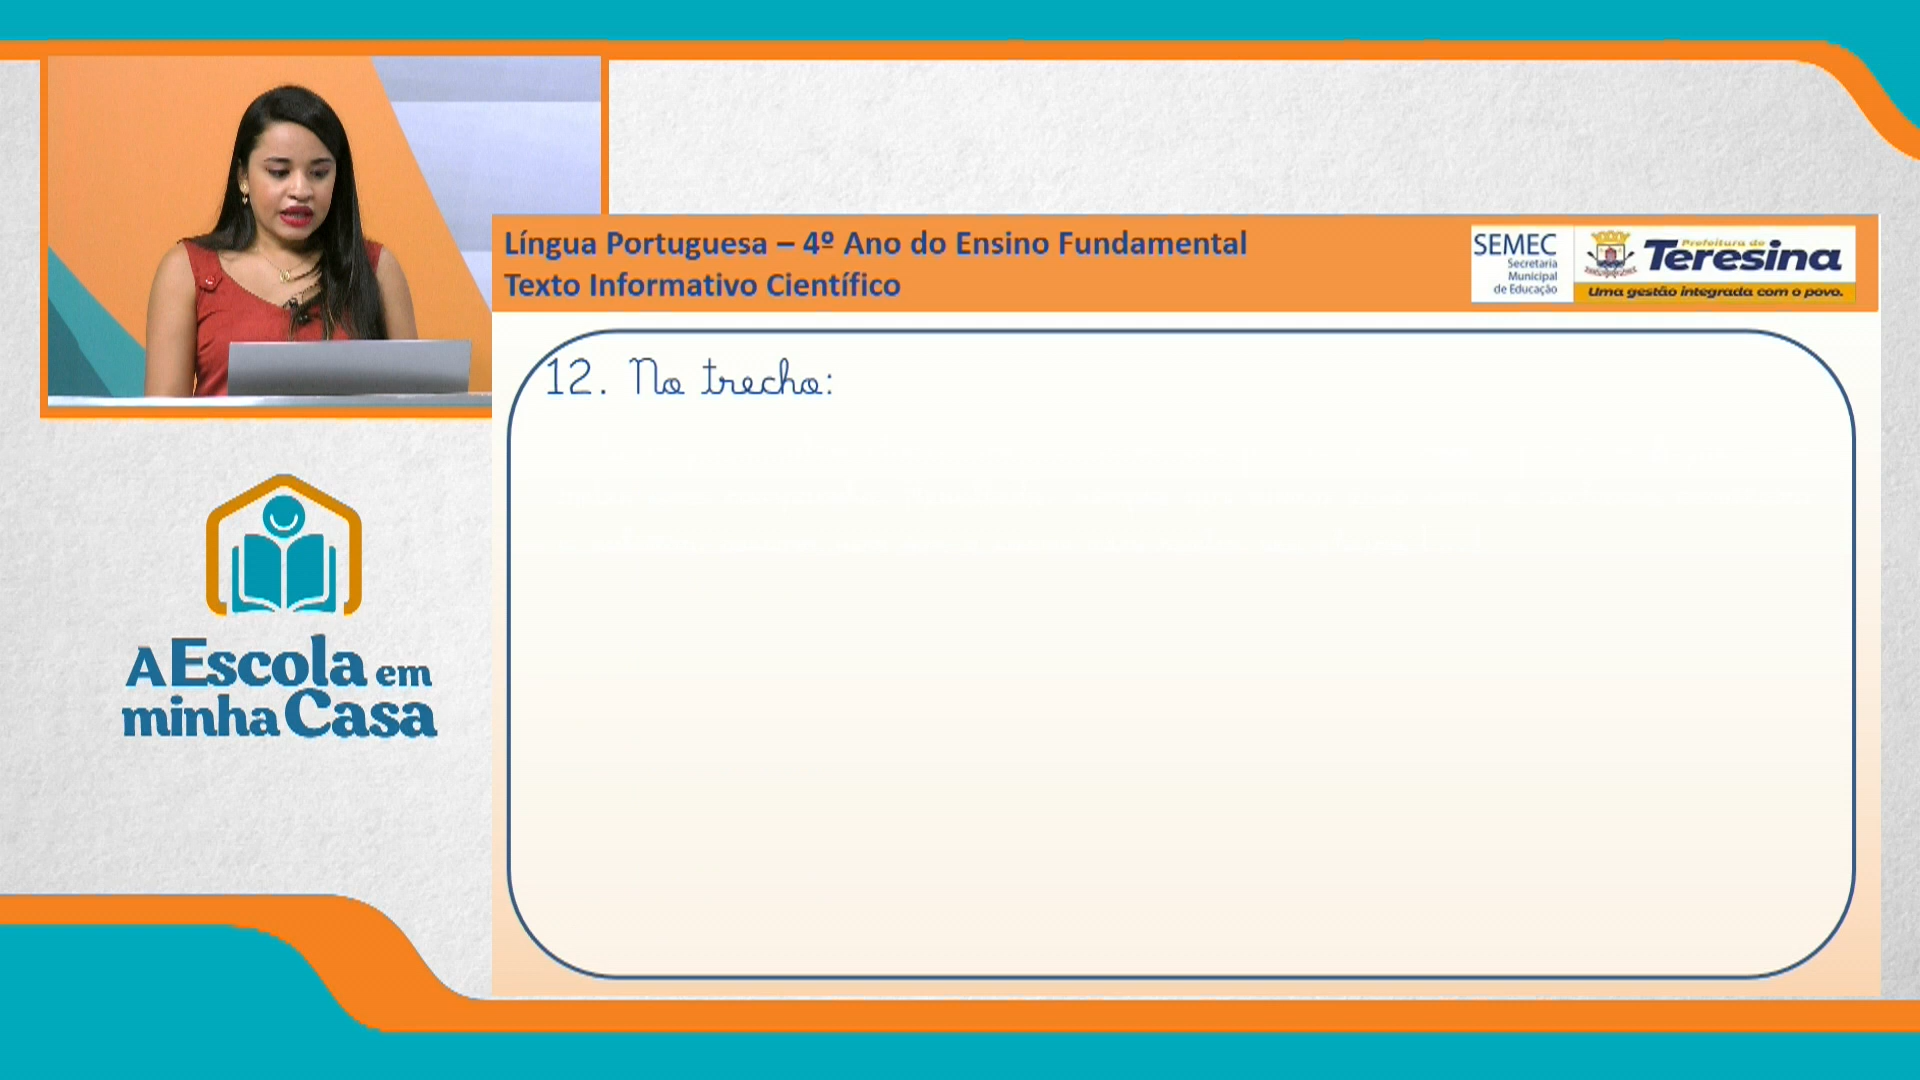 Língua Portuguesa – 4º Ano do Ensino Fundamental
Texto Informativo Científico
SEMEC
Secretaria
Municipal
de Educação
Prefeitura de
Teresina
Uma gestão integrada com o povo.
12. No trecho:
A Escola em
minha Casa